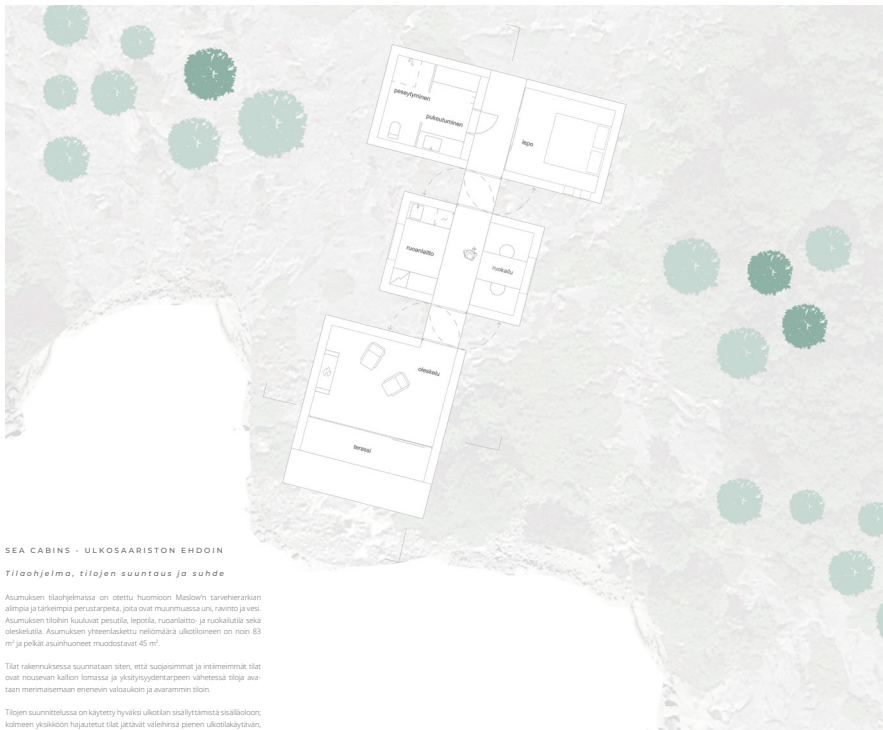 peseytyminen
pukeutuminen
lepo
ruoanlaitto
ruokailu
oleskelu
terassi
SEA CABINS - ULKOSAARISTON EHDOIN
Tilaohjelma, tilojen suuntaus ja suhde
Asumuksen tilaohjelmassa on otettu huomioon Maslow'n tarvehierarkian
alimpia ja tärkeimpiä perustarpeita, joita ovat muunmuassa uni, ravinto ja vesi.
Asumuksen tiloihin kuuluvat pesutila, lepotila, ruoanlaitto- ja ruokailutila sekä
oleskelutila. Asumuksen yhteenlaskettu neliömäärä ulkotiloineen on noin 83
m² ja pelkät asuinhuoneet muodostavat 45 m².
Tilat rakennuksessa suunnataan siten, että suojaisimmat ja intiimeimmät tilat
ovat nousevan kallion lomassa ja yksityisyydentarpeen vähetessä tiloja ava-
taan merimaisemaan enenevin valoaukoin ja avarammin tiloin.
Tilojen suunnittelussa on käytetty hyväksi ulkotilan sisällyttämistä sisälläoloon;
kolmeen yksikköön hajautetut tilat jättävät väleihinsä pienen ulkotilakäytävän,